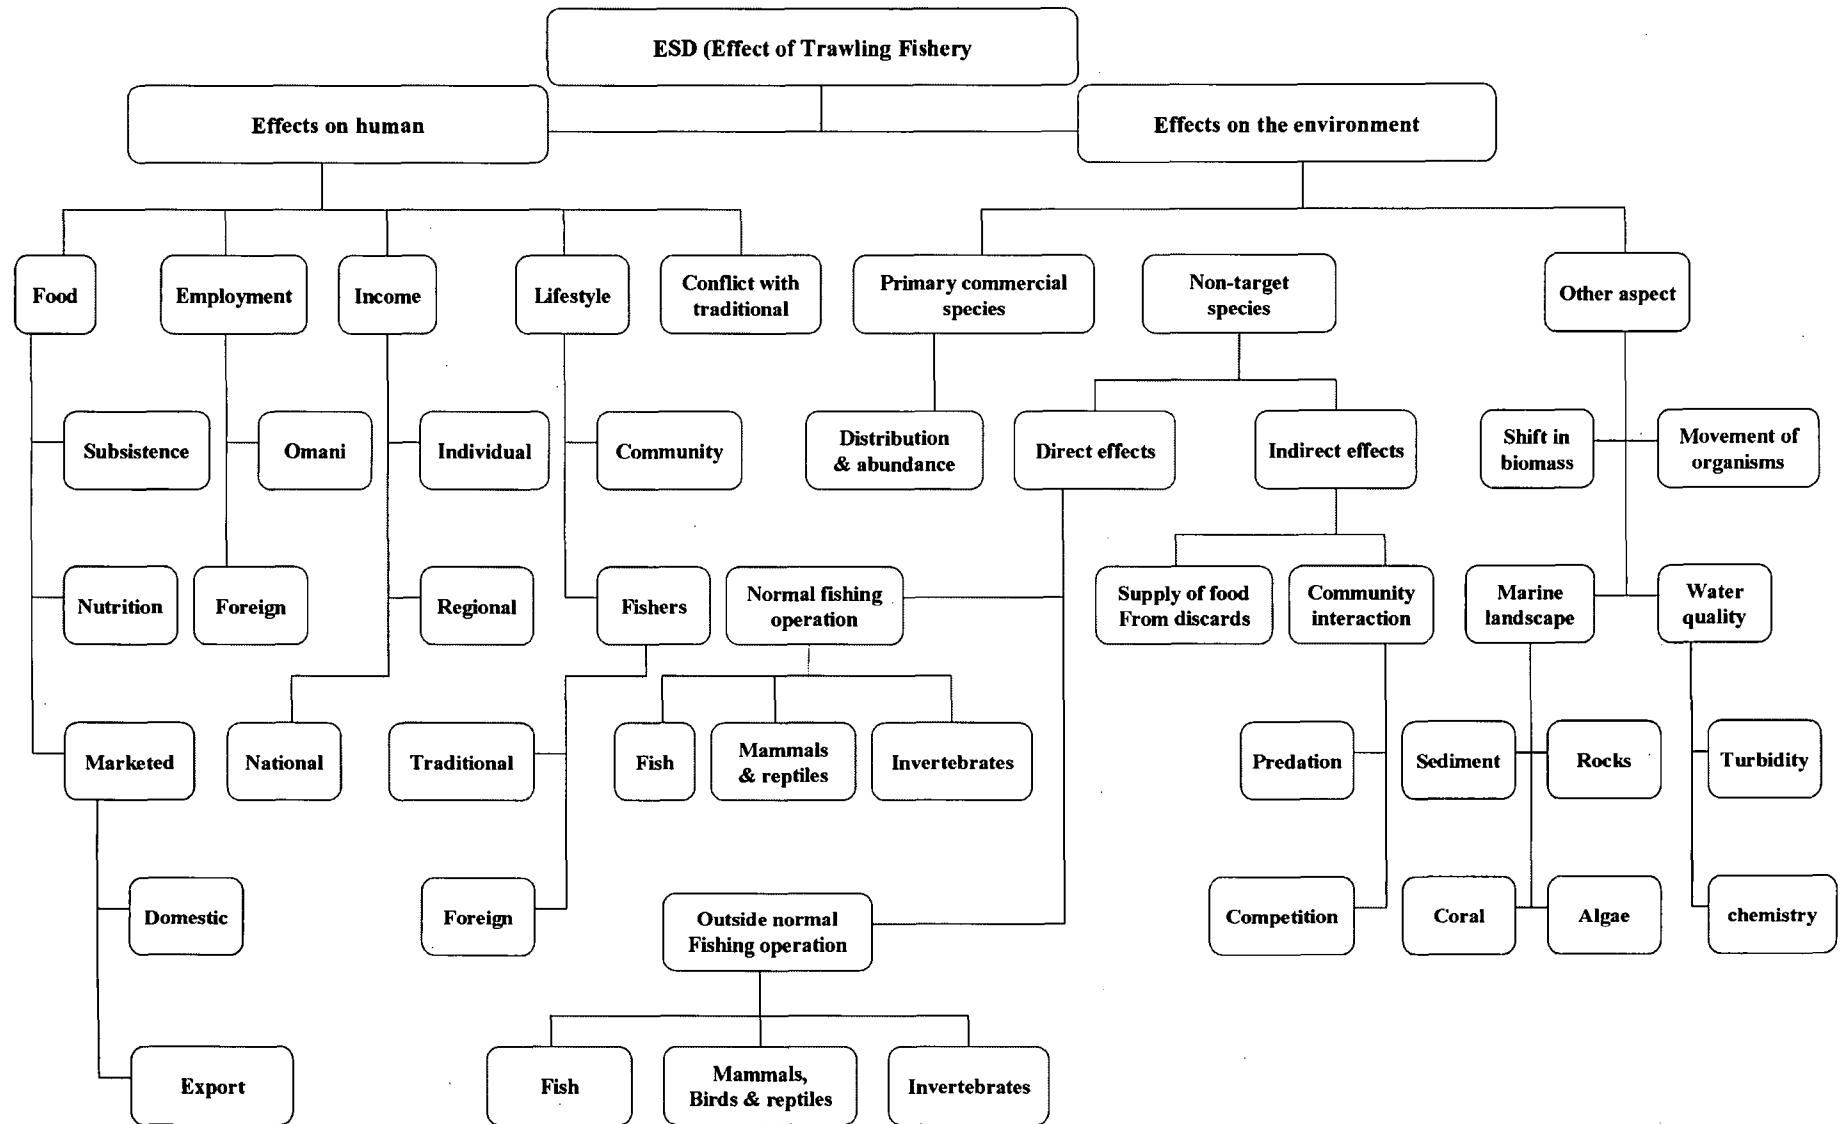 ESD (Effect of Trawling Fishery
Effects on human
Effects on the environment
Food
Employment
Income
Lifestyle
Conflict with
traditional
Primary commercial
species
Non-target
species
Other aspect
Subsistence
Omani
Individual
Community
Distribution
& abundance
Direct effects
Indirect effects
Shift in
biomass
Movement of
organisms
Nutrition
Foreign
Regional
Fishers
Normal fishing
operation
Supply of food
From discards
Community
interaction
Marine
landscape
Water
quality
Marketed
National
Traditional
Fish
Mammals
& reptiles
Invertebrates
Predation
Sediment
Rocks
Turbidity
Domestic
Foreign
Outside normal
Fishing operation
Competition
Coral
Algae
chemistry
Export
Fish
Mammals,
Birds & reptiles
Invertebrates